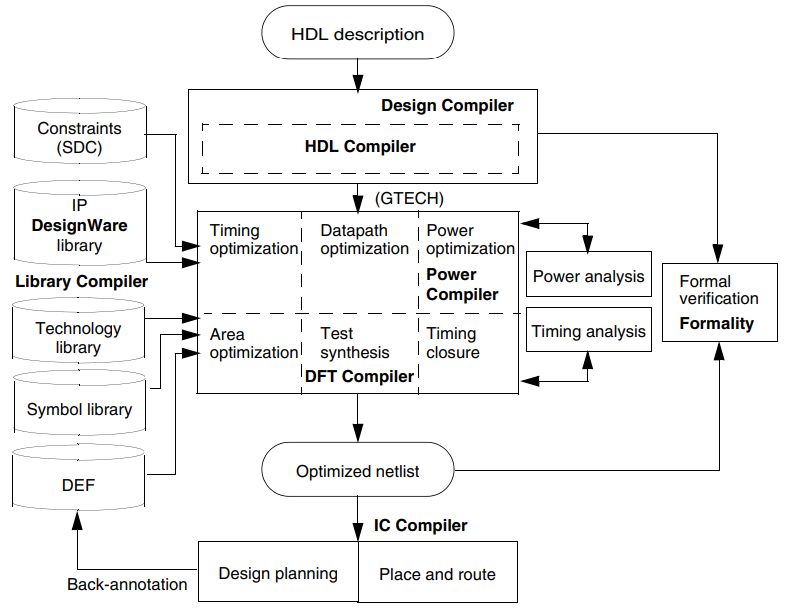 HDL description
Design Compiler
HDL Compiler
Constraints
(SDC)
(GTECH)
IP
DesignWare
library
Library Compiler
Timing
optimization
Datapath
optimization
Power
optimization
Power
Compiler
Power analysis
Formal
verification
Formality
Technology
library
Area
optimization
Test
synthesis
DFT Compiler
Timing
closure
Timing analysis
Symbol library
DEF
Optimized netlist
IC Compiler
Design planning
Place and route
Back-annotation